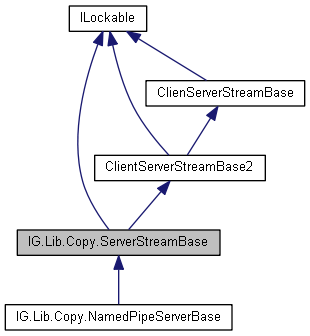 ILockable
ClienServerStreamBase
ClientServerStreamBase2
IG.Lib.Copy.ServerStreamBase
IG.Lib.Copy.NamedPipeServerBase